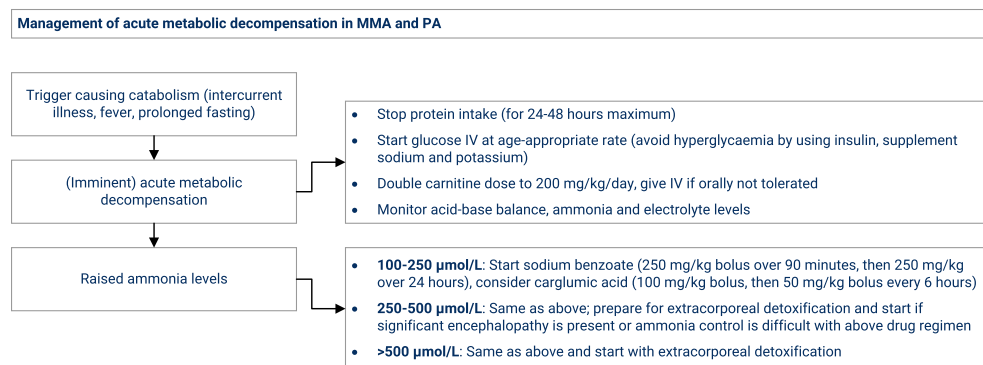 Management of acute metabolic decompensation in MMA and PA
Trigger causing catabolism (intercurrent
illness, fever, prolonged fasting)
(Imminent) acute metabolic
decompensation
• Stop protein intake (for 24-48 hours maximum)
• Start glucose IV at age-appropriate rate (avoid hyperglycaemia by using insulin, supplement
sodium and potassium)
• Double carnitine dose to 200 mg/kg/day, give IV if orally not tolerated
• Monitor acid-base balance, ammonia and electrolyte levels
Raised ammonia levels
• 100-250 µmol/L: Start sodium benzoate (250 mg/kg bolus over 90 minutes, then 250 mg/kg
over 24 hours), consider carglumic acid (100 mg/kg bolus, then 50 mg/kg bolus every 6 hours)
• 250-500 µmol/L: Same as above; prepare for extracorporeal detoxification and start if
significant encephalopathy is present or ammonia control is difficult with above drug regimen
• >500 µmol/L: Same as above and start with extracorporeal detoxification